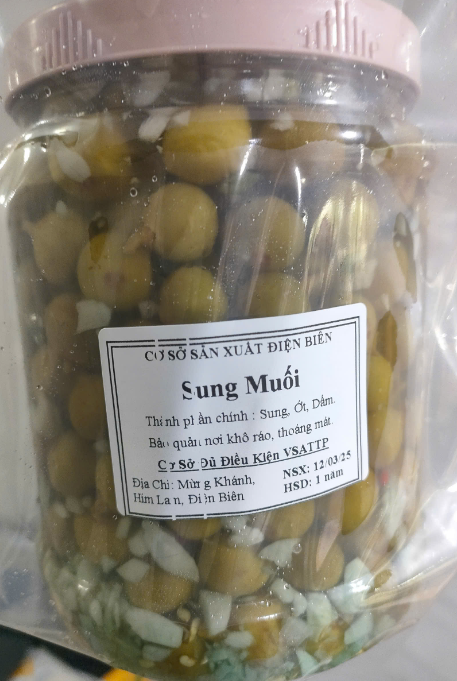 CƠ SỞ SẢN XUẤT ĐIỆN BIÊN
Sung Muối
Thành phần chính : Sung, Ớt, Dấm.
Bảo quản nơi khô ráo, thoáng mát.
Cơ Sở Đủ Điều Kiện VSATTP
Địa Chỉ: Mừng Khánh,
Him Lam, Điện Biên
NSX: 12/03/25
HSD: 1 năm